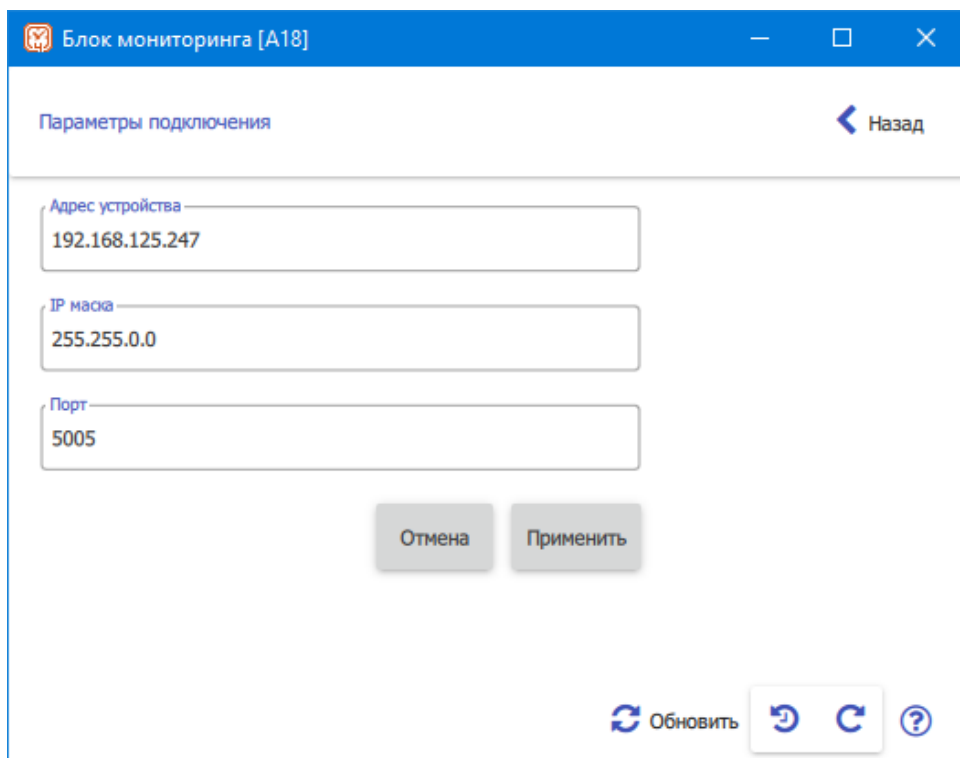 Блок мониторинга [A18]
Параметры подключения
Назад
Адрес устройства
192.168.125.247
IP маска
255.255.0.0
Порт
5005
Отмена
Применить
Обновить